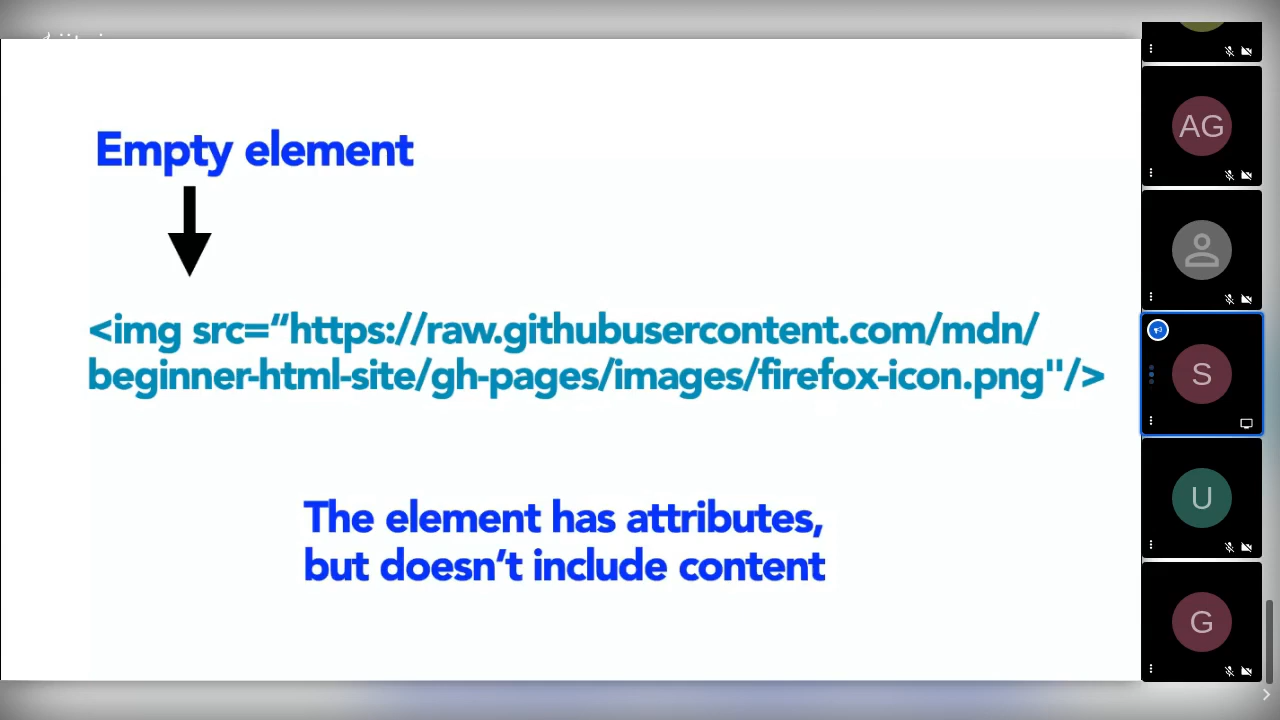 Empty element
<img src=“https://raw.githubusercontent.com/mdn/
beginner-html-site/gh-pages/images/firefox-icon.png"/>
The element has attributes,
but doesn’t include content
AG
S
U
G